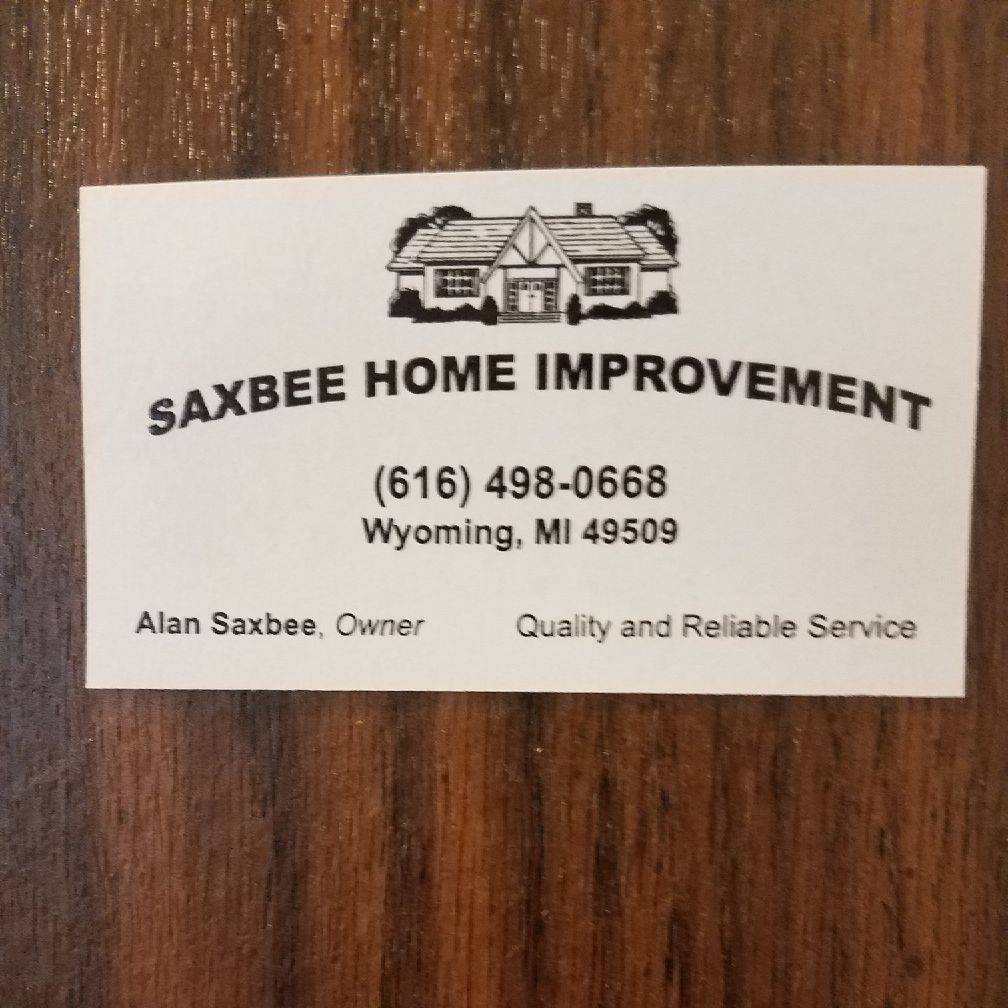 SAXBEE HOME IMPROVEMENT
(616) 498-0668
Wyoming, MI 49509
Alan Saxbee, Owner Quality and Reliable Service